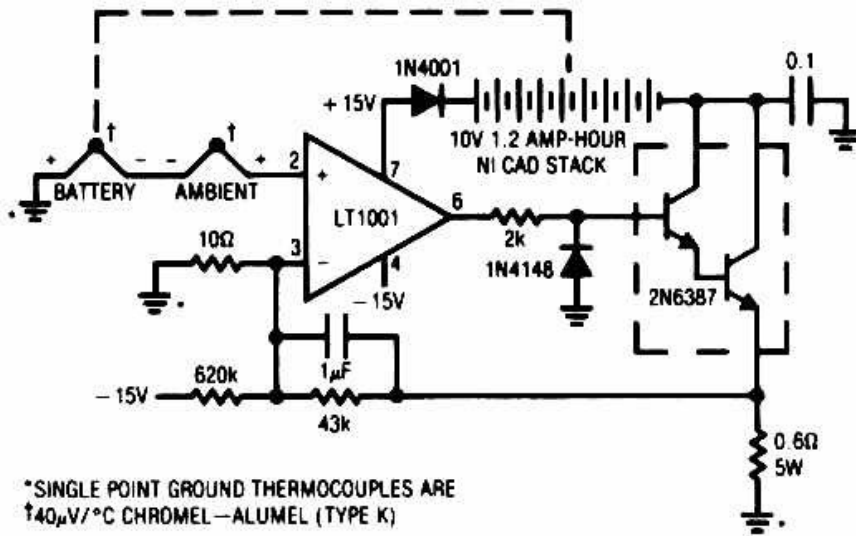 1N4001
0.1
+15V
10V 1.2 AMP-HOUR
NI CAD STACK
†
†
+ - - +
BATTERY
AMBIENT
2
+
7
LT1001
6
2k
10Ω
3
-
4
-15V
1N4148
2N6387
*
*
1µF
620k
-15V
43k
0.6Ω
5W
*SINGLE POINT GROUND THERMOCOUPLES ARE
†40µV/°C CHROMEL—ALUMEL (TYPE K)